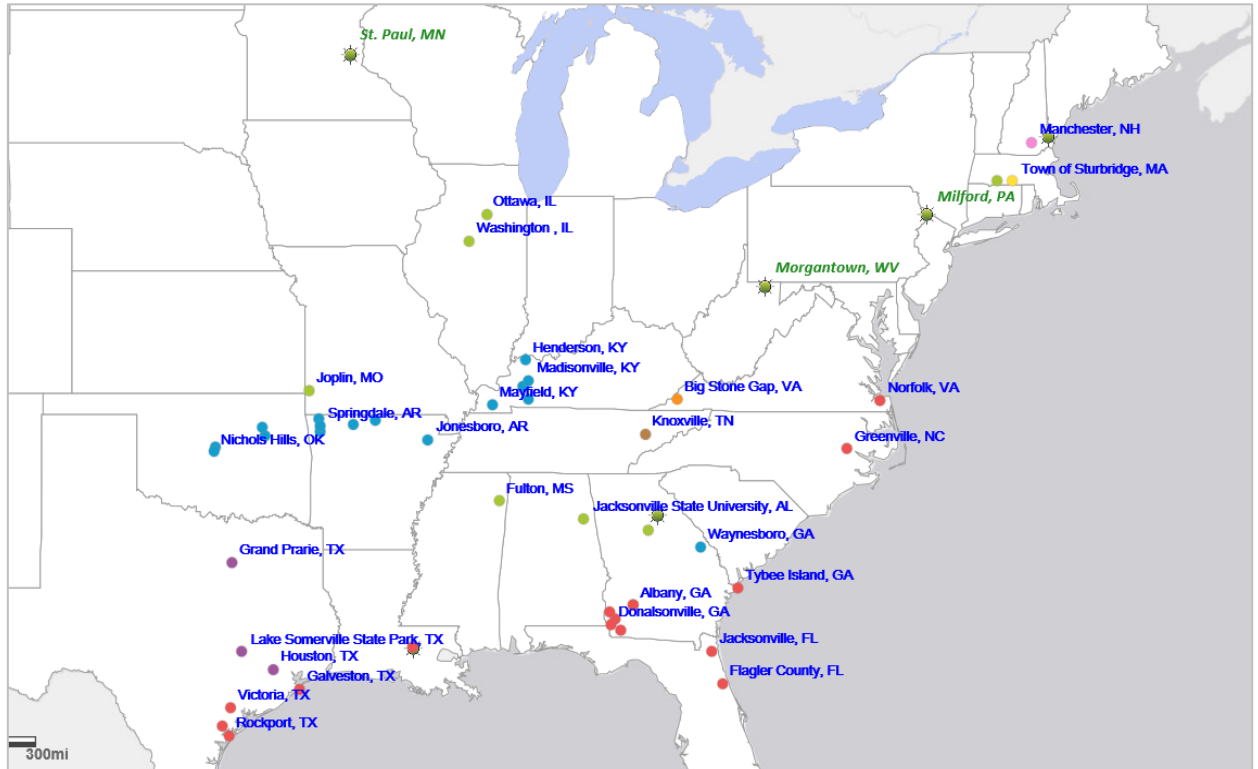 St. Paul, MN
Manchester, NH
Town of Sturbridge, MA
Milford, PA
Ottawa, IL
Washington , IL
Morgantown, WV
Henderson, KY
Madisonville, KY
Joplin, MO
Mayfield, KY
Big Stone Gap, VA
Norfolk, VA
Springdale, AR
Knoxville, TN
Nichols Hills, OK
Jonesboro, AR
Greenville, NC
Fulton, MS
Jacksonville State University, AL
Waynesboro, GA
Grand Prarie, TX
Tybee Island, GA
Albany, GA
Donalsonville, GA
Lake Somerville State Park, TX
Jacksonville, FL
Houston, TX
Galveston, TX
Flagler County, FL
Victoria, TX
Rockport, TX
300mi